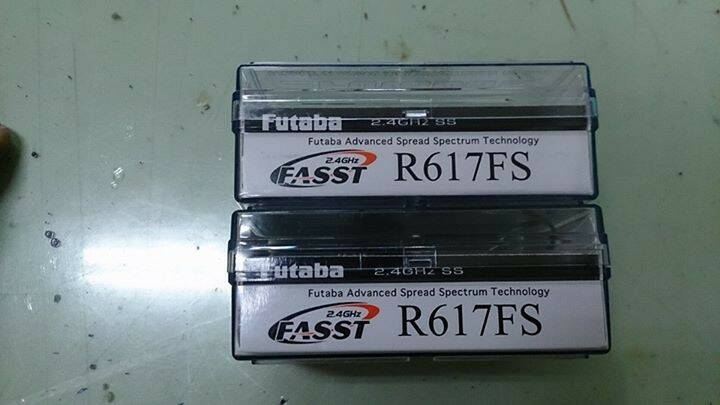 Futaba 2.4GHz SS
Futaba Advanced Spread Spectrum Technology
2.4GHz
FASST R617FS
Futaba 2.4GHz SS
Futaba Advanced Spread Spectrum Technology
2.4GHz
FASST R617FS